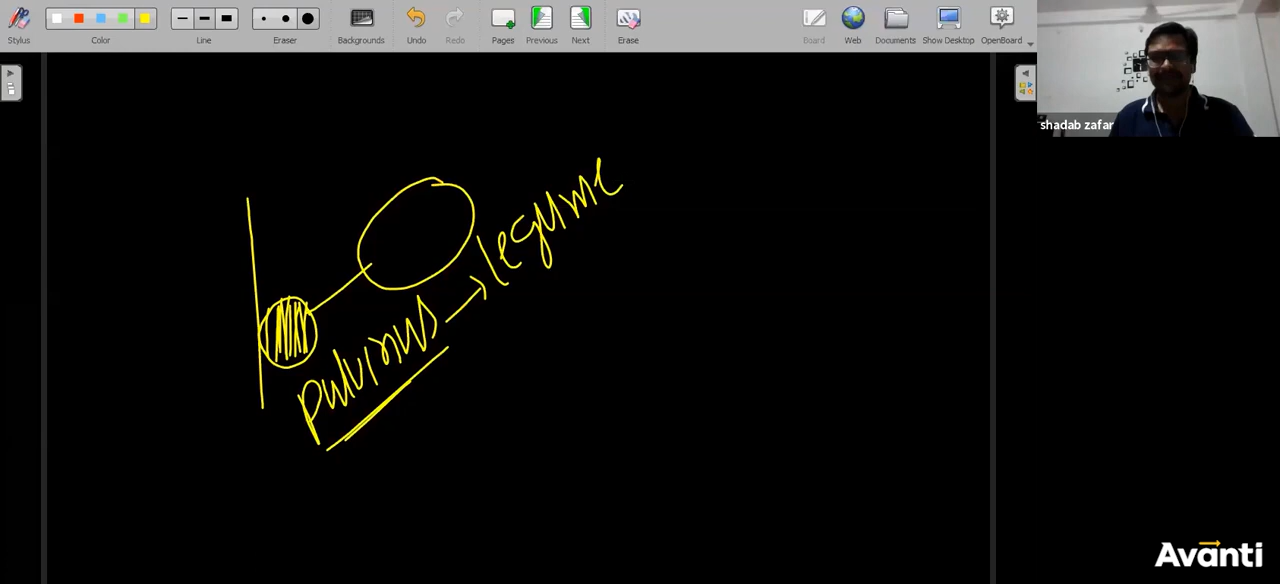 Stylus
Color
Line
Eraser
Backgrounds
Undo
Redo
Pages
Previous
Next
Erase
Board
Web
Documents
Show Desktop
OpenBoard
shadab zafar
pulvinus → legume
Avanti